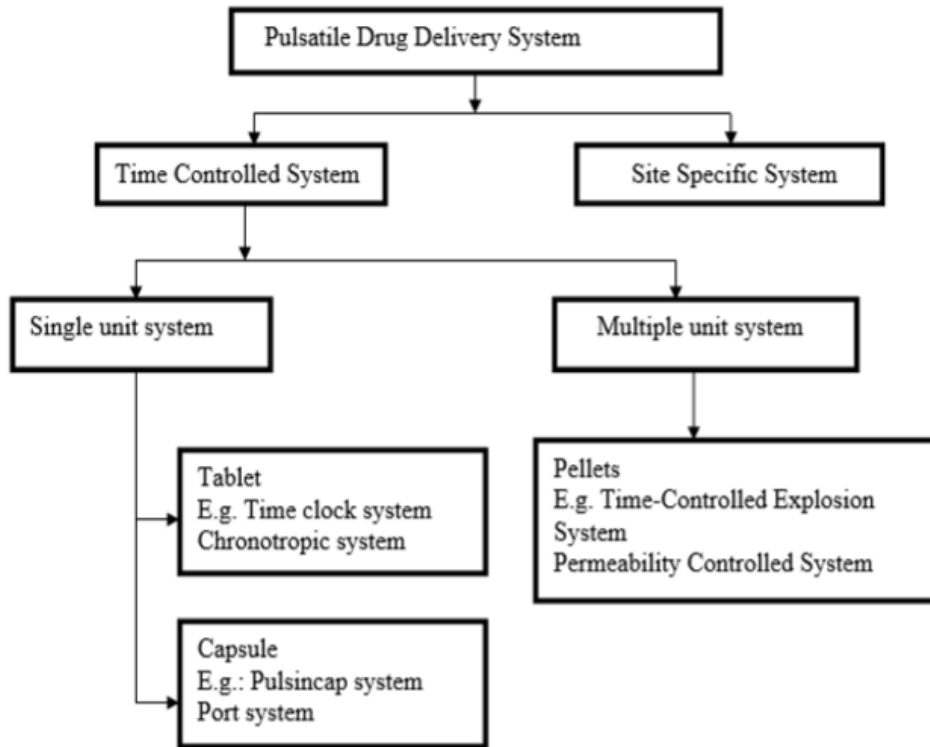 Pulsatile Drug Delivery System
Time Controlled System
Site Specific System
Single unit system
Multiple unit system
Tablet
E.g. Time clock system
Chronotropic system
Pellets
E.g. Time-Controlled Explosion
System
Permeability Controlled System
Capsule
E.g.: Pulsincap system
Port system